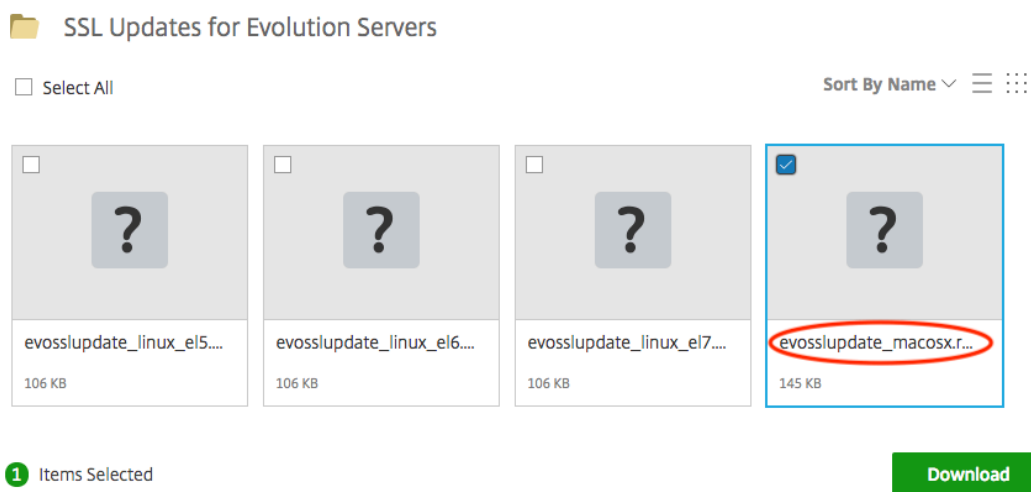 SSL Updates for Evolution Servers
Select All
Sort By Name
?
?
?
?
evosslupdate_linux_el5....
evosslupdate_linux_el6....
evosslupdate_linux_el7....
evosslupdate_macosx.r...
106 KB
106 KB
106 KB
145 KB
1 Items Selected
Download